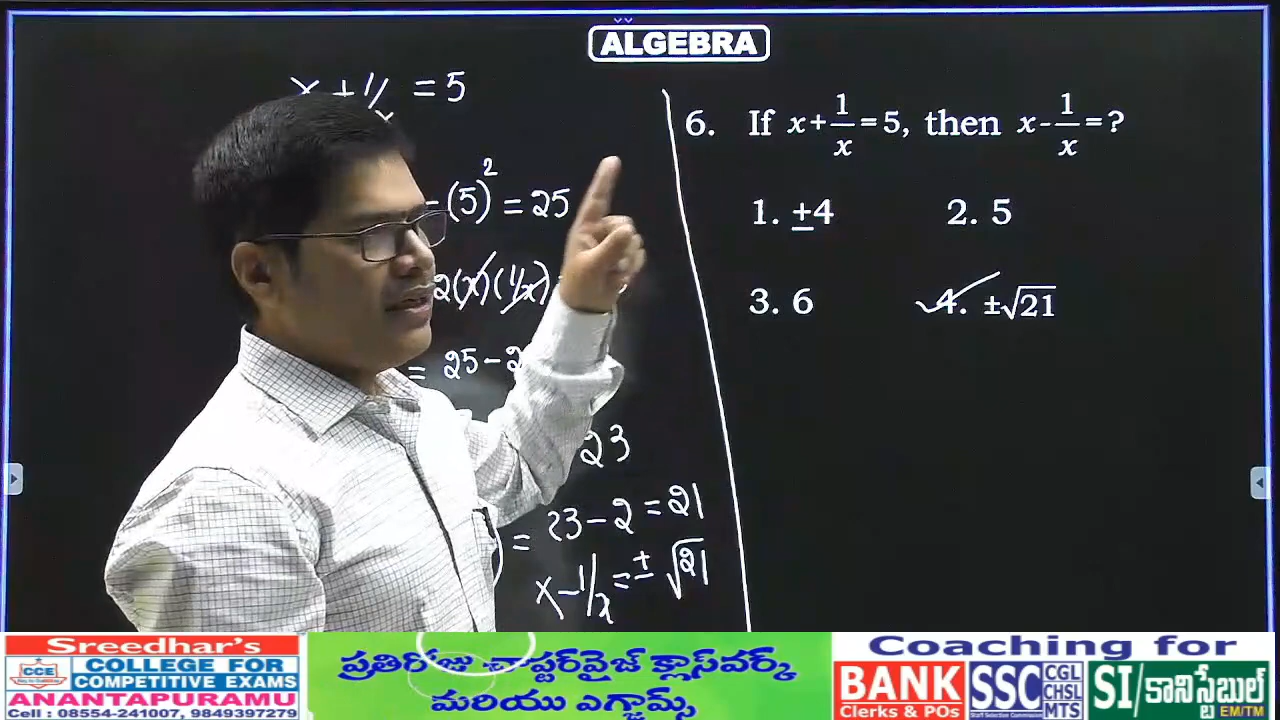 ALGEBRA
x + 1/x = 5
(5)² = 25
2(x)(1/x)
= 25 - 2
23
= 23 - 2 = 21
x - 1/x = ± √21
6. If x + 1/x = 5, then x - 1/x = ?
1. ±4 2. 5
3. 6 4. ±√21
Sreedhar's
CCE
COLLEGE FOR
COMPETITIVE EXAMS
ANANTAPURAMU
Cell : 08554-241007, 9849397279
ప్రతిరోజు చాప్టర్‌వైజ్ క్లాస్‌వర్క్
మరియు ఎగ్జామ్స్
Coaching for
BANK
Clerks & POs
SSC
Staff Selection Commission
CGL
CHSL
MTS
SI/కానిస్టేబుల్
EM/TM